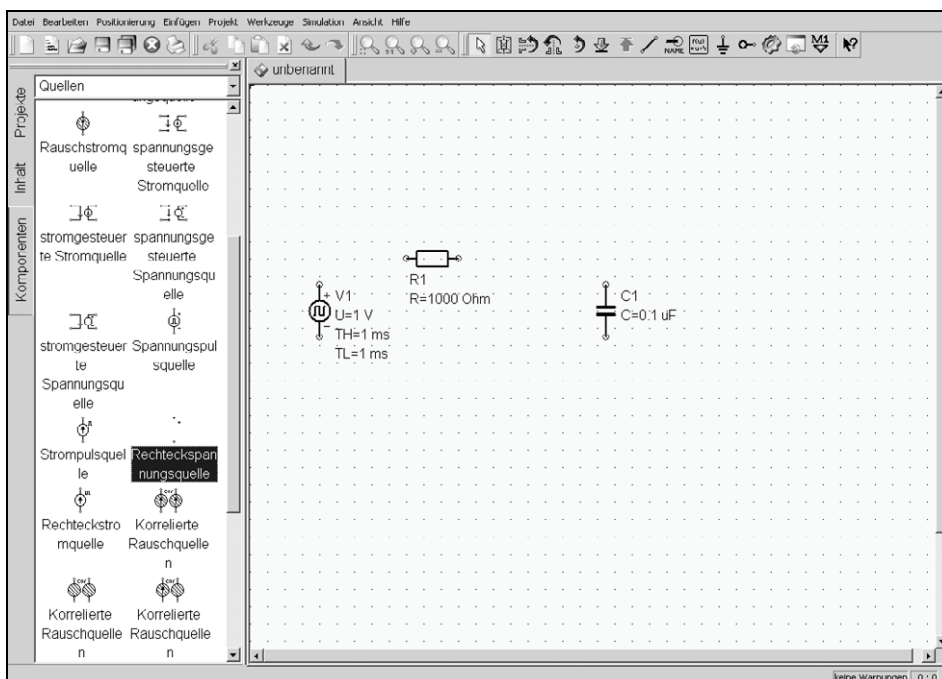 Datei Bearbeiten Positionierung Einfügen Projekt Werkzeuge Simulation Ansicht Hilfe
NAME
M1
unbenannt
Projekte
Inhalt
Komponenten
Quellen
Rauschstromq
uelle
spannungsge
steuerte
Stromquelle
stromgesteuer
te Stromquelle
spannungsge
steuerte
Spannungsqu
elle
stromgesteuer
te
Spannungsqu
elle
Spannungspul
squelle
Strompulsquel
le
Rechteckspan
nungsquelle
Rechteckstro
mquelle
Korrelierte
Rauschquelle
n
Korrelierte
Rauschquelle
n
Korrelierte
Rauschquelle
n
R1
R=1000 Ohm
V1
U=1 V
TH=1 ms
TL=1 ms
C1
C=0.1 uF
keine Warnungen 0 : 0